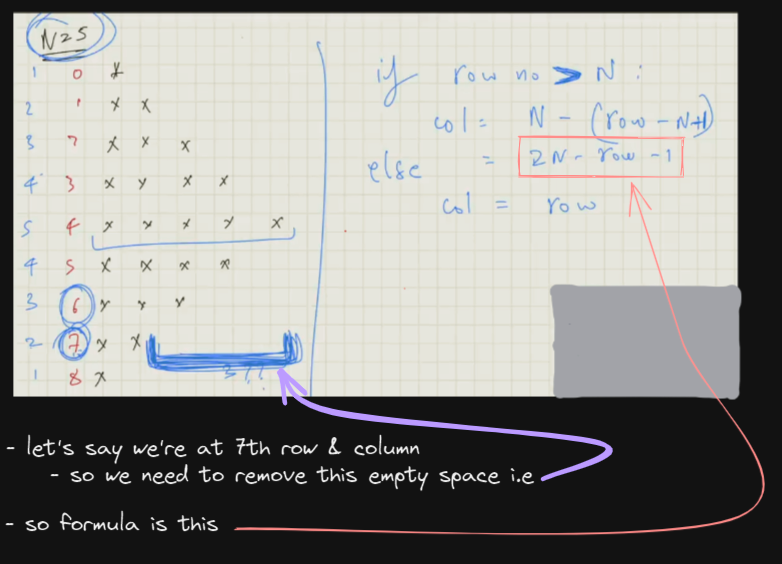 N=5
1 0 *
2 1 x x
3 2 x x x
4 3 x x x x
5 4 x x x x x
4 5 x x x x
3 6 x x x
2 7 x x
3 ! ?
1 8 x
if row no > N :
col = N - (row - N+1)
= 2N - row - 1
else
col = row
- let's say we're at 7th row & column
- so we need to remove this empty space i.e
- so formula is this